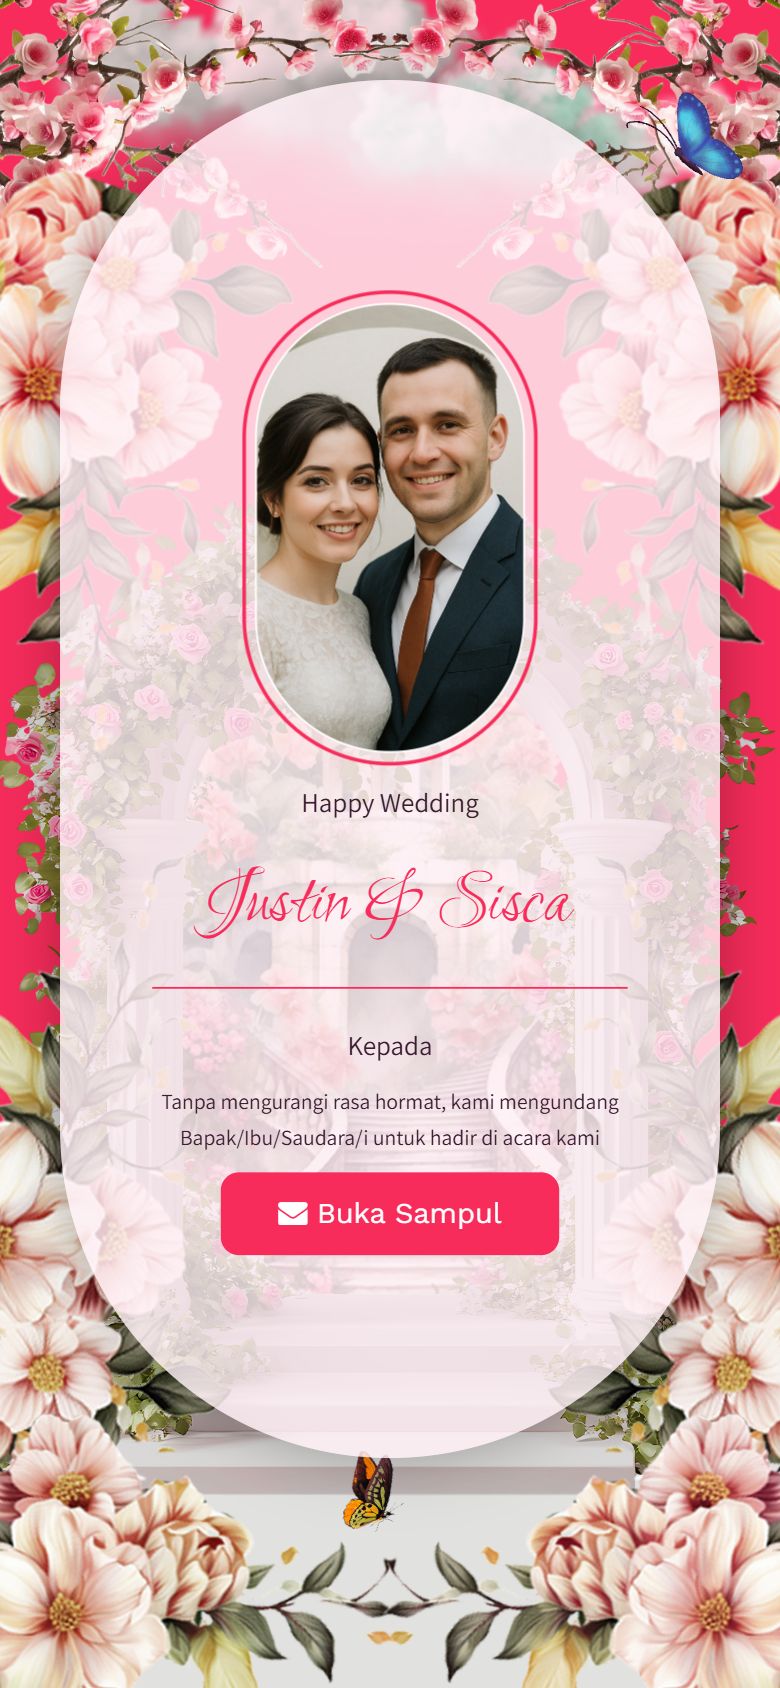 Happy Wedding
Justin & Sisca
Kepada
Tanpa mengurangi rasa hormat, kami mengundang
Bapak/Ibu/Saudara/i untuk hadir di acara kami
Buka Sampul